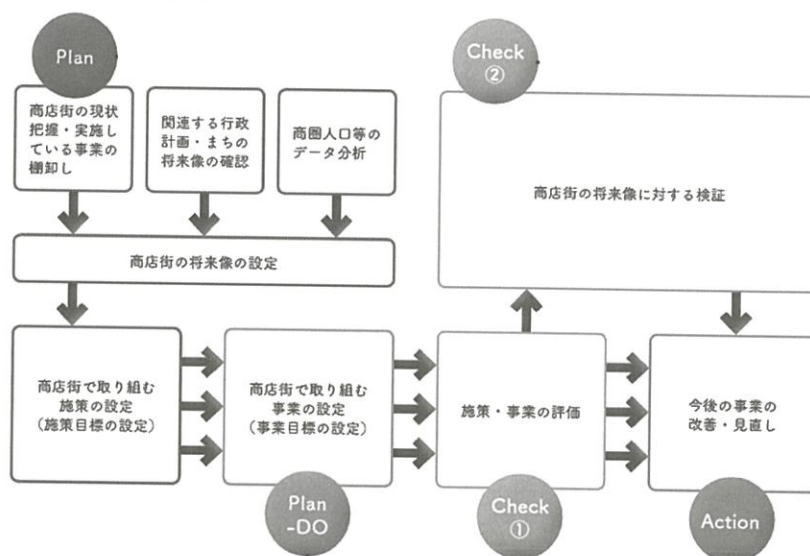 Plan
商店街の現状
把握・実施し
ている事業の
棚卸し
関連する行政
計画・まちの
将来像の確認
商圏人口等の
データ分析
商店街の将来像の設定
商店街で取り組む
施策の設定
(施策目標の設定)
商店街で取り組む
事業の設定
(事業目標の設定)
Plan
-DO
Check
②
商店街の将来像に対する検証
施策・事業の評価
Check
①
今後の事業の
改善・見直し
Action